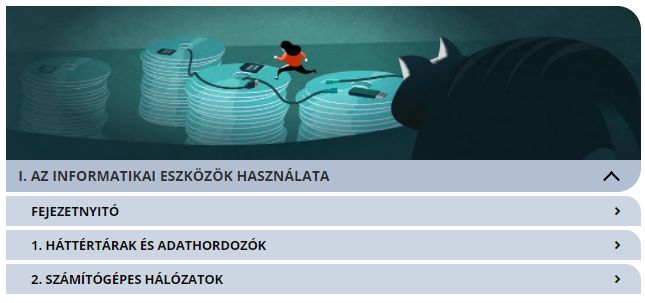 I. AZ INFORMATIKAI ESZKÖZÖK HASZNÁLATA
FEJEZETNYITÓ
1. HÁTTÉRTÁRAK ÉS ADATHORDOZÓK
2. SZÁMÍTÓGÉPES HÁLÓZATOK